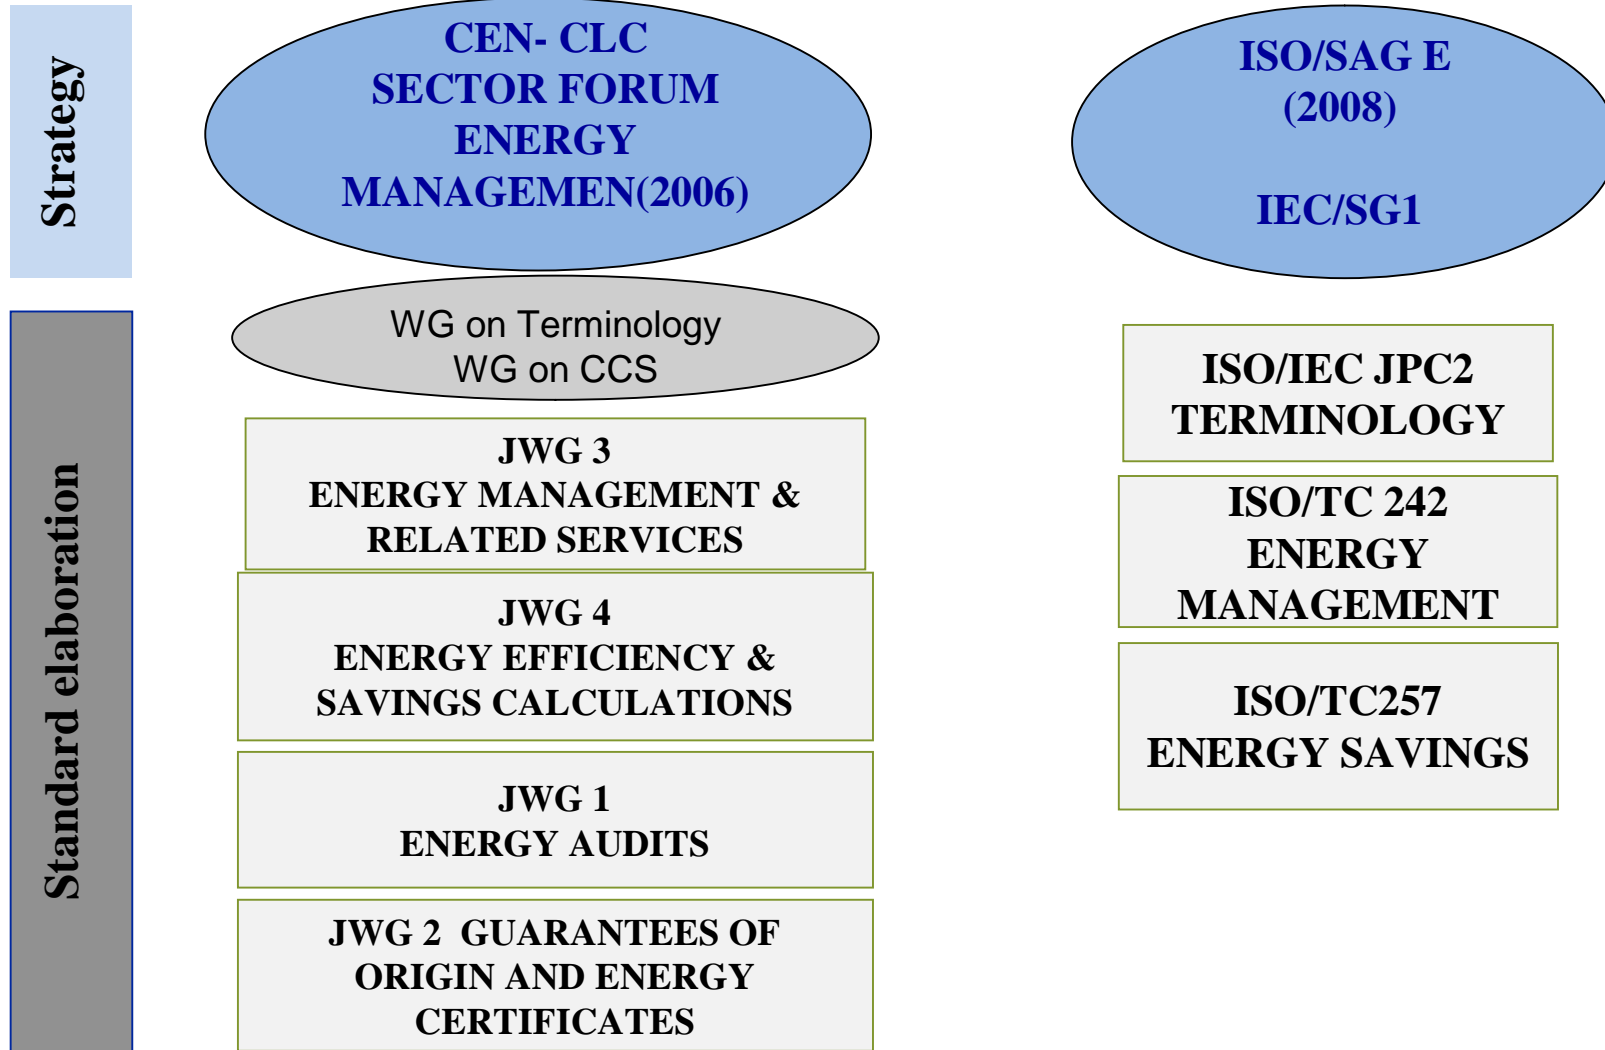 Strategy
CEN- CLC
SECTOR FORUM
ENERGY
MANAGEMEN(2006)
ISO/SAG E
(2008)
IEC/SG1
Standard elaboration
WG on Terminology
WG on CCS
JWG 3
ENERGY MANAGEMENT &
RELATED SERVICES
JWG 4
ENERGY EFFICIENCY &
SAVINGS CALCULATIONS
JWG 1
ENERGY AUDITS
JWG 2  GUARANTEES OF
ORIGIN AND ENERGY
CERTIFICATES
ISO/IEC JPC2
TERMINOLOGY
ISO/TC 242
ENERGY
MANAGEMENT
ISO/TC257
ENERGY SAVINGS